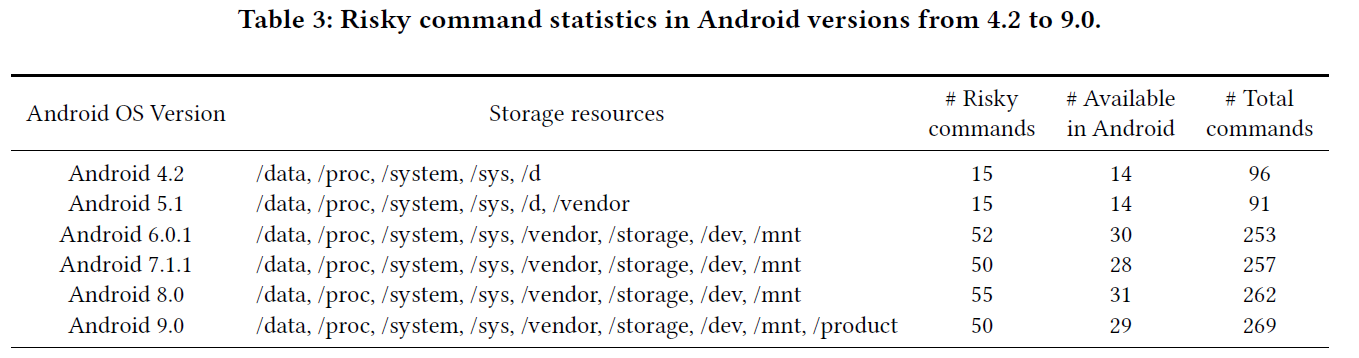 Table 3: Risky command statistics in Android versions from 4.2 to 9.0.
Android OS Version Storage resources # Risky commands # Available in Android # Total commands
Android 4.2 /data, /proc, /system, /sys, /d 15 14 96
Android 5.1 /data, /proc, /system, /sys, /d, /vendor 15 14 91
Android 6.0.1 /data, /proc, /system, /sys, /vendor, /storage, /dev, /mnt 52 30 253
Android 7.1.1 /data, /proc, /system, /sys, /vendor, /storage, /dev, /mnt 50 28 257
Android 8.0 /data, /proc, /system, /sys, /vendor, /storage, /dev, /mnt 55 31 262
Android 9.0 /data, /proc, /system, /sys, /vendor, /storage, /dev, /mnt, /product 50 29 269